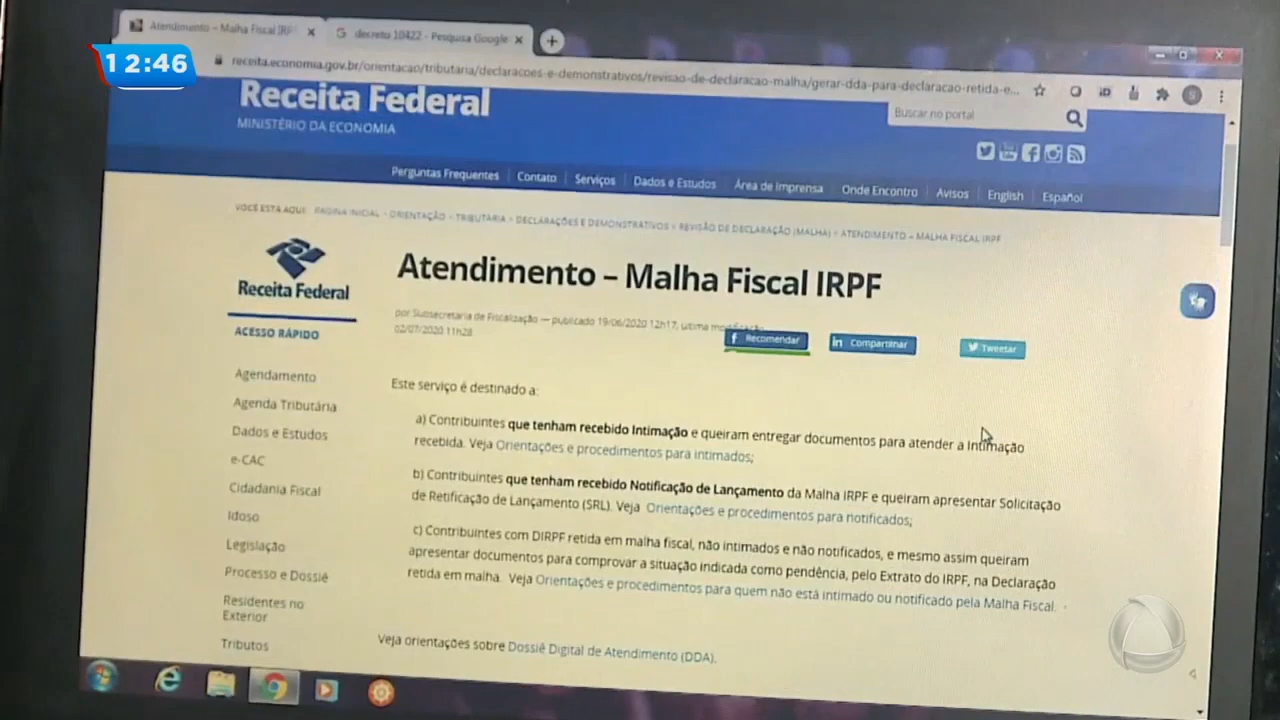 Atendimento – Malha Fiscal IRPF
decreto 10422 - Pesquisa Google
12:46
receita.economia.gov.br/orientacao/tributaria/declaracoes-e-demonstrativos/revisao-de-declaracao-malha/gerar-dda-para-declaracao-retida-e...
Receita Federal
Buscar no portal
MINISTÉRIO DA ECONOMIA
Perguntas Frequentes Contato Serviços Dados e Estudos Área de Imprensa Onde Encontro Avisos English Español
VOCÊ ESTÁ AQUI: PÁGINA INICIAL > ORIENTAÇÃO > TRIBUTÁRIA > DECLARAÇÕES E DEMONSTRATIVOS > REVISÃO DE DECLARAÇÃO (MALHA) > ATENDIMENTO – MALHA FISCAL IRPF
Receita Federal
Atendimento – Malha Fiscal IRPF
por Subsecretaria de Fiscalização — publicado 19/06/2020 12h17, última modificação
02/07/2020 11h28
Recomendar
Compartilhar
Tweetar
ACESSO RÁPIDO
Agendamento
Agenda Tributária
Dados e Estudos
e-CAC
Cidadania Fiscal
Idoso
Legislação
Processo e Dossiê
Residentes no
Exterior
Tributos
Este serviço é destinado a:
a) Contribuintes que tenham recebido Intimação e queiram entregar documentos para atender a Intimação
recebida. Veja Orientações e procedimentos para intimados;
b) Contribuintes que tenham recebido Notificação de Lançamento da Malha IRPF e queiram apresentar Solicitação
de Retificação de Lançamento (SRL). Veja Orientações e procedimentos para notificados;
c) Contribuintes com DIRPF retida em malha fiscal, não intimados e não notificados, e mesmo assim queiram
apresentar documentos para comprovar a situação indicada como pendência, pelo Extrato do IRPF, na Declaração
retida em malha. Veja Orientações e procedimentos para quem não está intimado ou notificado pela Malha Fiscal.
Veja orientações sobre Dossiê Digital de Atendimento (DDA).